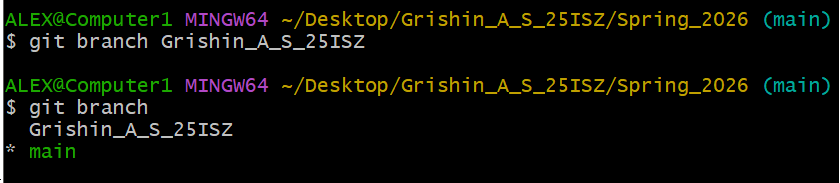 ALEX@Computer1 MINGW64 ~/Desktop/Grishin_A_S_25ISZ/Spring_2026 (main)
$ git branch Grishin_A_S_25ISZ
ALEX@Computer1 MINGW64 ~/Desktop/Grishin_A_S_25ISZ/Spring_2026 (main)
$ git branch
  Grishin_A_S_25ISZ
* main